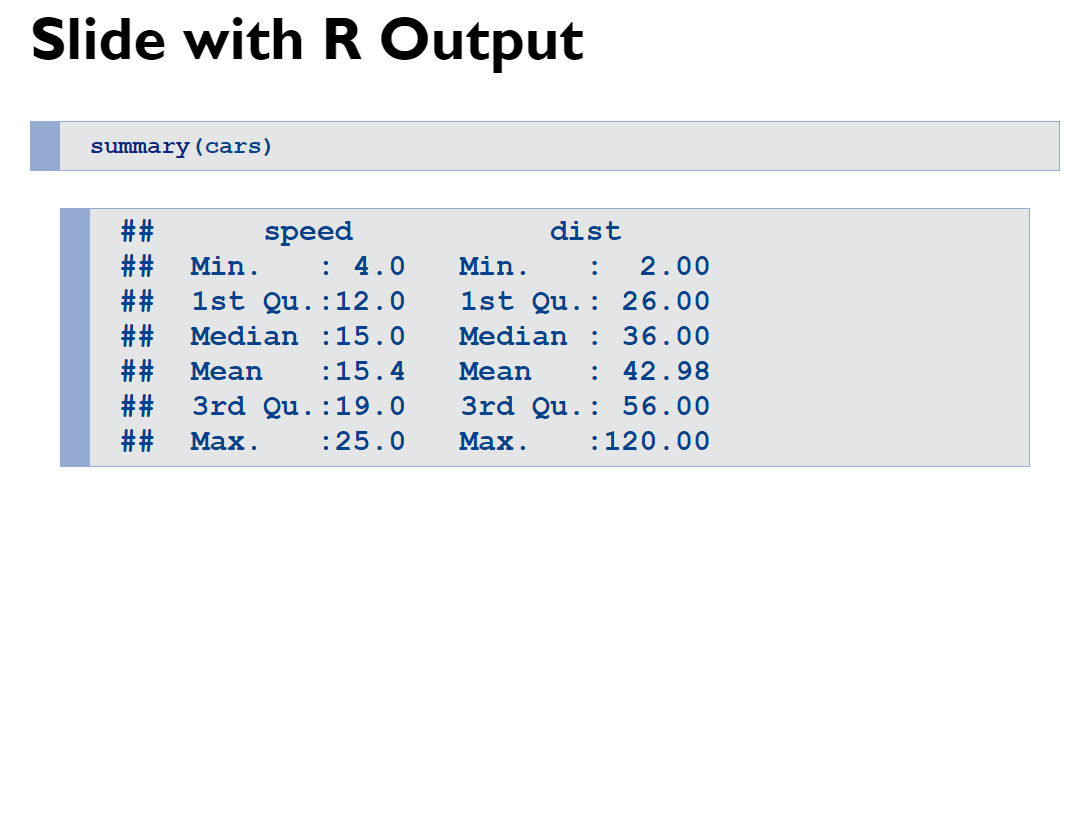 Slide with R Output
summary(cars)
##      speed           dist
##  Min.   : 4.0   Min.   :  2.00
##  1st Qu.:12.0   1st Qu.: 26.00
##  Median :15.0   Median : 36.00
##  Mean   :15.4   Mean   : 42.98
##  3rd Qu.:19.0   3rd Qu.: 56.00
##  Max.   :25.0   Max.   :120.00